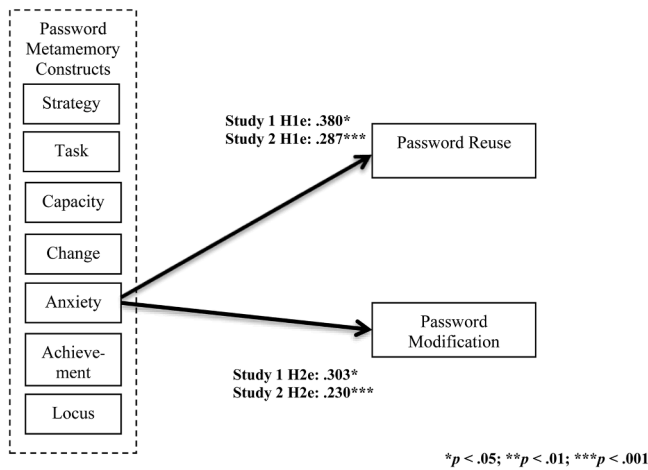 Password
Metamemory
Constructs
Strategy
Task
Capacity
Change
Anxiety
Achieve-
ment
Locus
Study 1 H1e: .380*
Study 2 H1e: .287***
Password Reuse
Password
Modification
Study 1 H2e: .303*
Study 2 H2e: .230***
*p < .05; **p < .01; ***p < .001